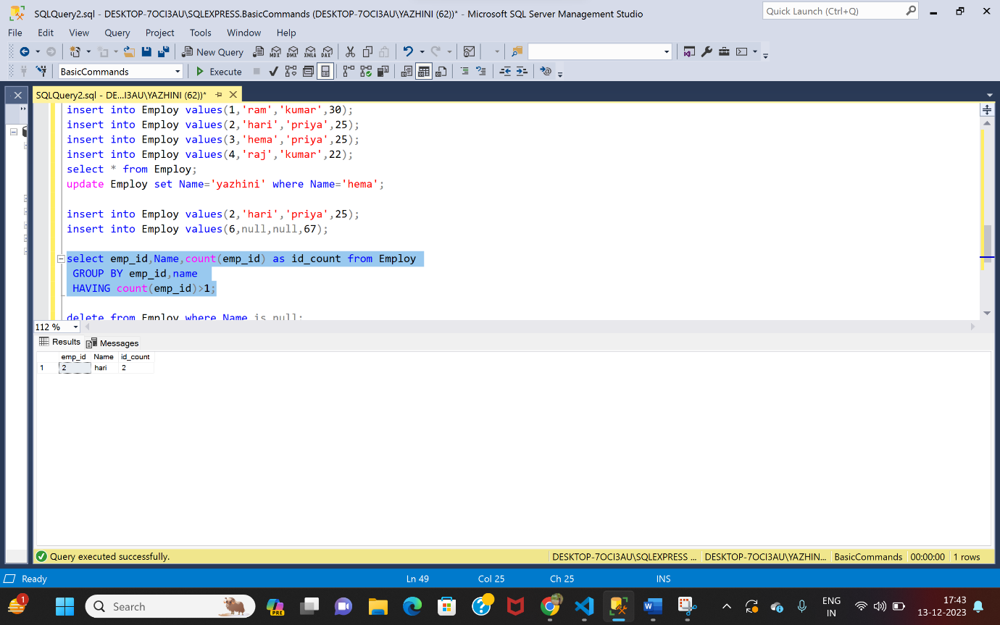 SQLQuery2.sql - DESKTOP-7OCI3AU\SQLEXPRESS.BasicCommands (DESKTOP-7OCI3AU\YAZHINI (62))* - Microsoft SQL Server Management Studio
Quick Launch (Ctrl+Q)
File Edit View Query Project Tools Window Help
New Query MDX DMX XMLA DAX
BasicCommands Execute
SQLQuery2.sql - DE...I3AU\YAZHINI (62))*
insert into Employ values(1,'ram','kumar',30);
insert into Employ values(2,'hari','priya',25);
insert into Employ values(3,'hema','priya',25);
insert into Employ values(4,'raj','kumar',22);
select * from Employ;
update Employ set Name='yazhini' where Name='hema';
insert into Employ values(2,'hari','priya',25);
insert into Employ values(6,null,null,67);
select emp_id,Name,count(emp_id) as id_count from Employ
GROUP BY emp_id,name
HAVING count(emp_id)>1;
delete from Employ where Name is null;
112 %
Results Messages
emp_id Name id_count
1 2 hari 2
Query executed successfully. DESKTOP-7OCI3AU\SQLEXPRESS ... DESKTOP-7OCI3AU\YAZHIN... BasicCommands 00:00:00 1 rows
Ready Ln 49 Col 25 Ch 25 INS
1 Search PRE ENG 17:43
IN 13-12-2023